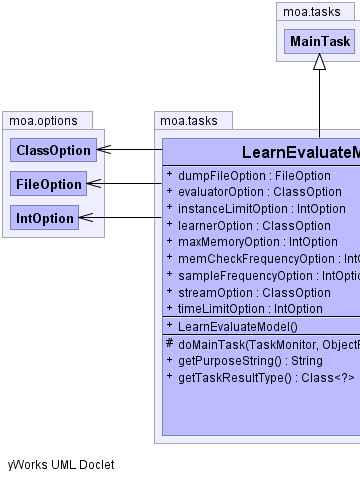 moa.tasks
MainTask
moa.options
ClassOption
FileOption
IntOption
moa.tasks
LearnEvaluateM
+ dumpFileOption : FileOption
+ evaluatorOption : ClassOption
+ instanceLimitOption : IntOption
+ learnerOption : ClassOption
+ maxMemoryOption : IntOption
+ memCheckFrequencyOption : IntO
+ sampleFrequencyOption : IntOption
+ streamOption : ClassOption
+ timeLimitOption : IntOption
+ LearnEvaluateModel()
# doMainTask(TaskMonitor, ObjectR
+ getPurposeString() : String
+ getTaskResultType() : Class<?>
yWorks UML Doclet